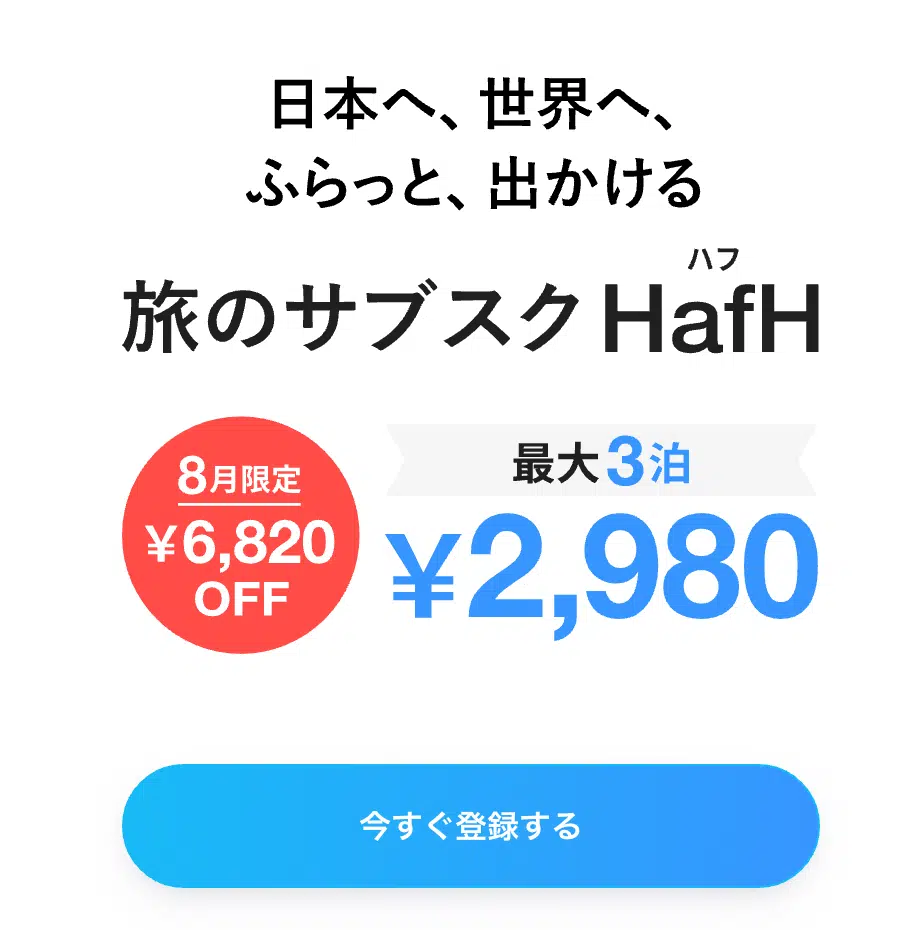 日本へ、世界へ、
ふらっと、出かける
ハフ
旅のサブスク HafH
8月限定
¥6,820
OFF
最大3泊
¥2,980
今すぐ登録する